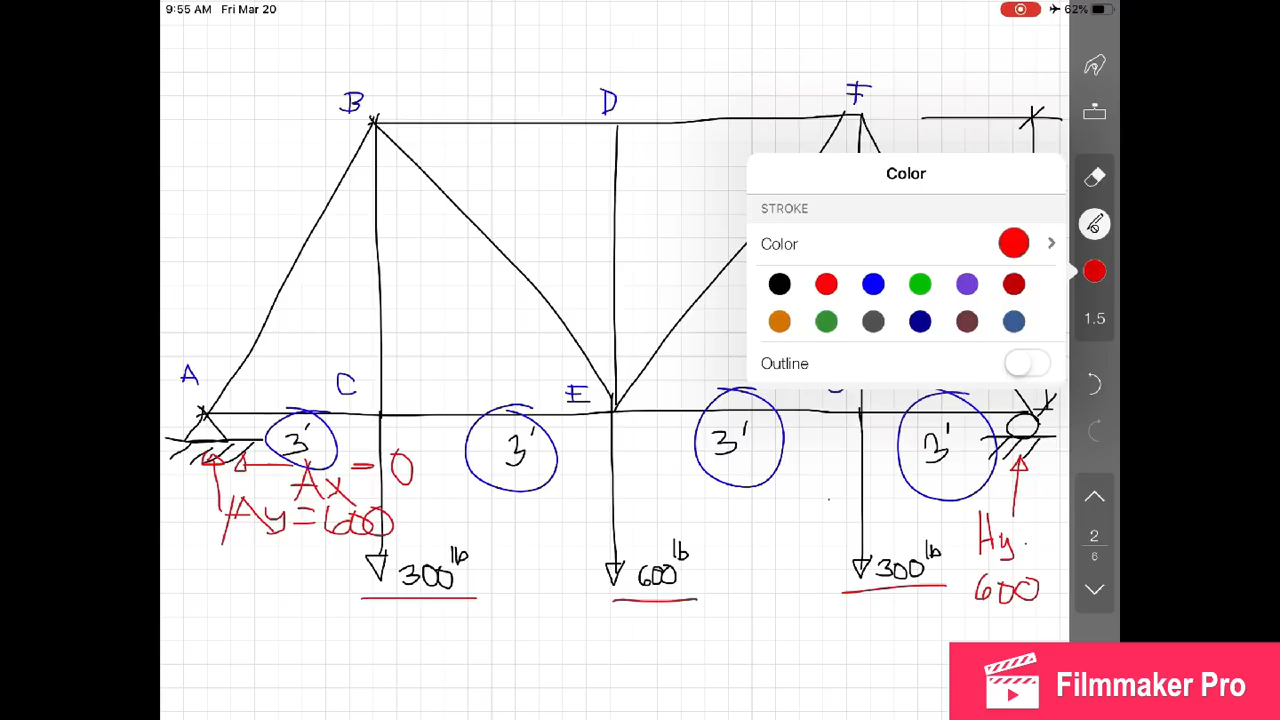 9:55 AM Fri Mar 20
62%
B
D
F
Color
STROKE
Color
1.5
Outline
A
C
E
3'
3'
3'
3'
Ax = 0
Ay = 600
300 lb
600 lb
300 lb
Hy
600
2
6
Filmmaker Pro